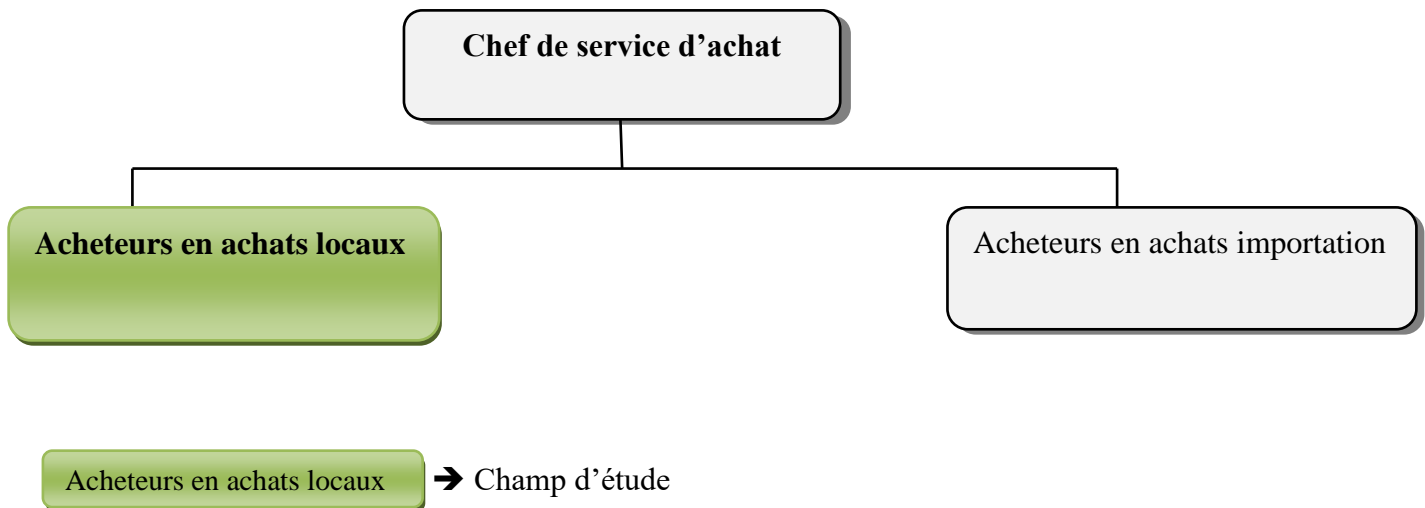 Chef de service d’achat
Acheteurs en achats locaux
Acheteurs en achats importation
Acheteurs en achats locaux ➔ Champ d’étude